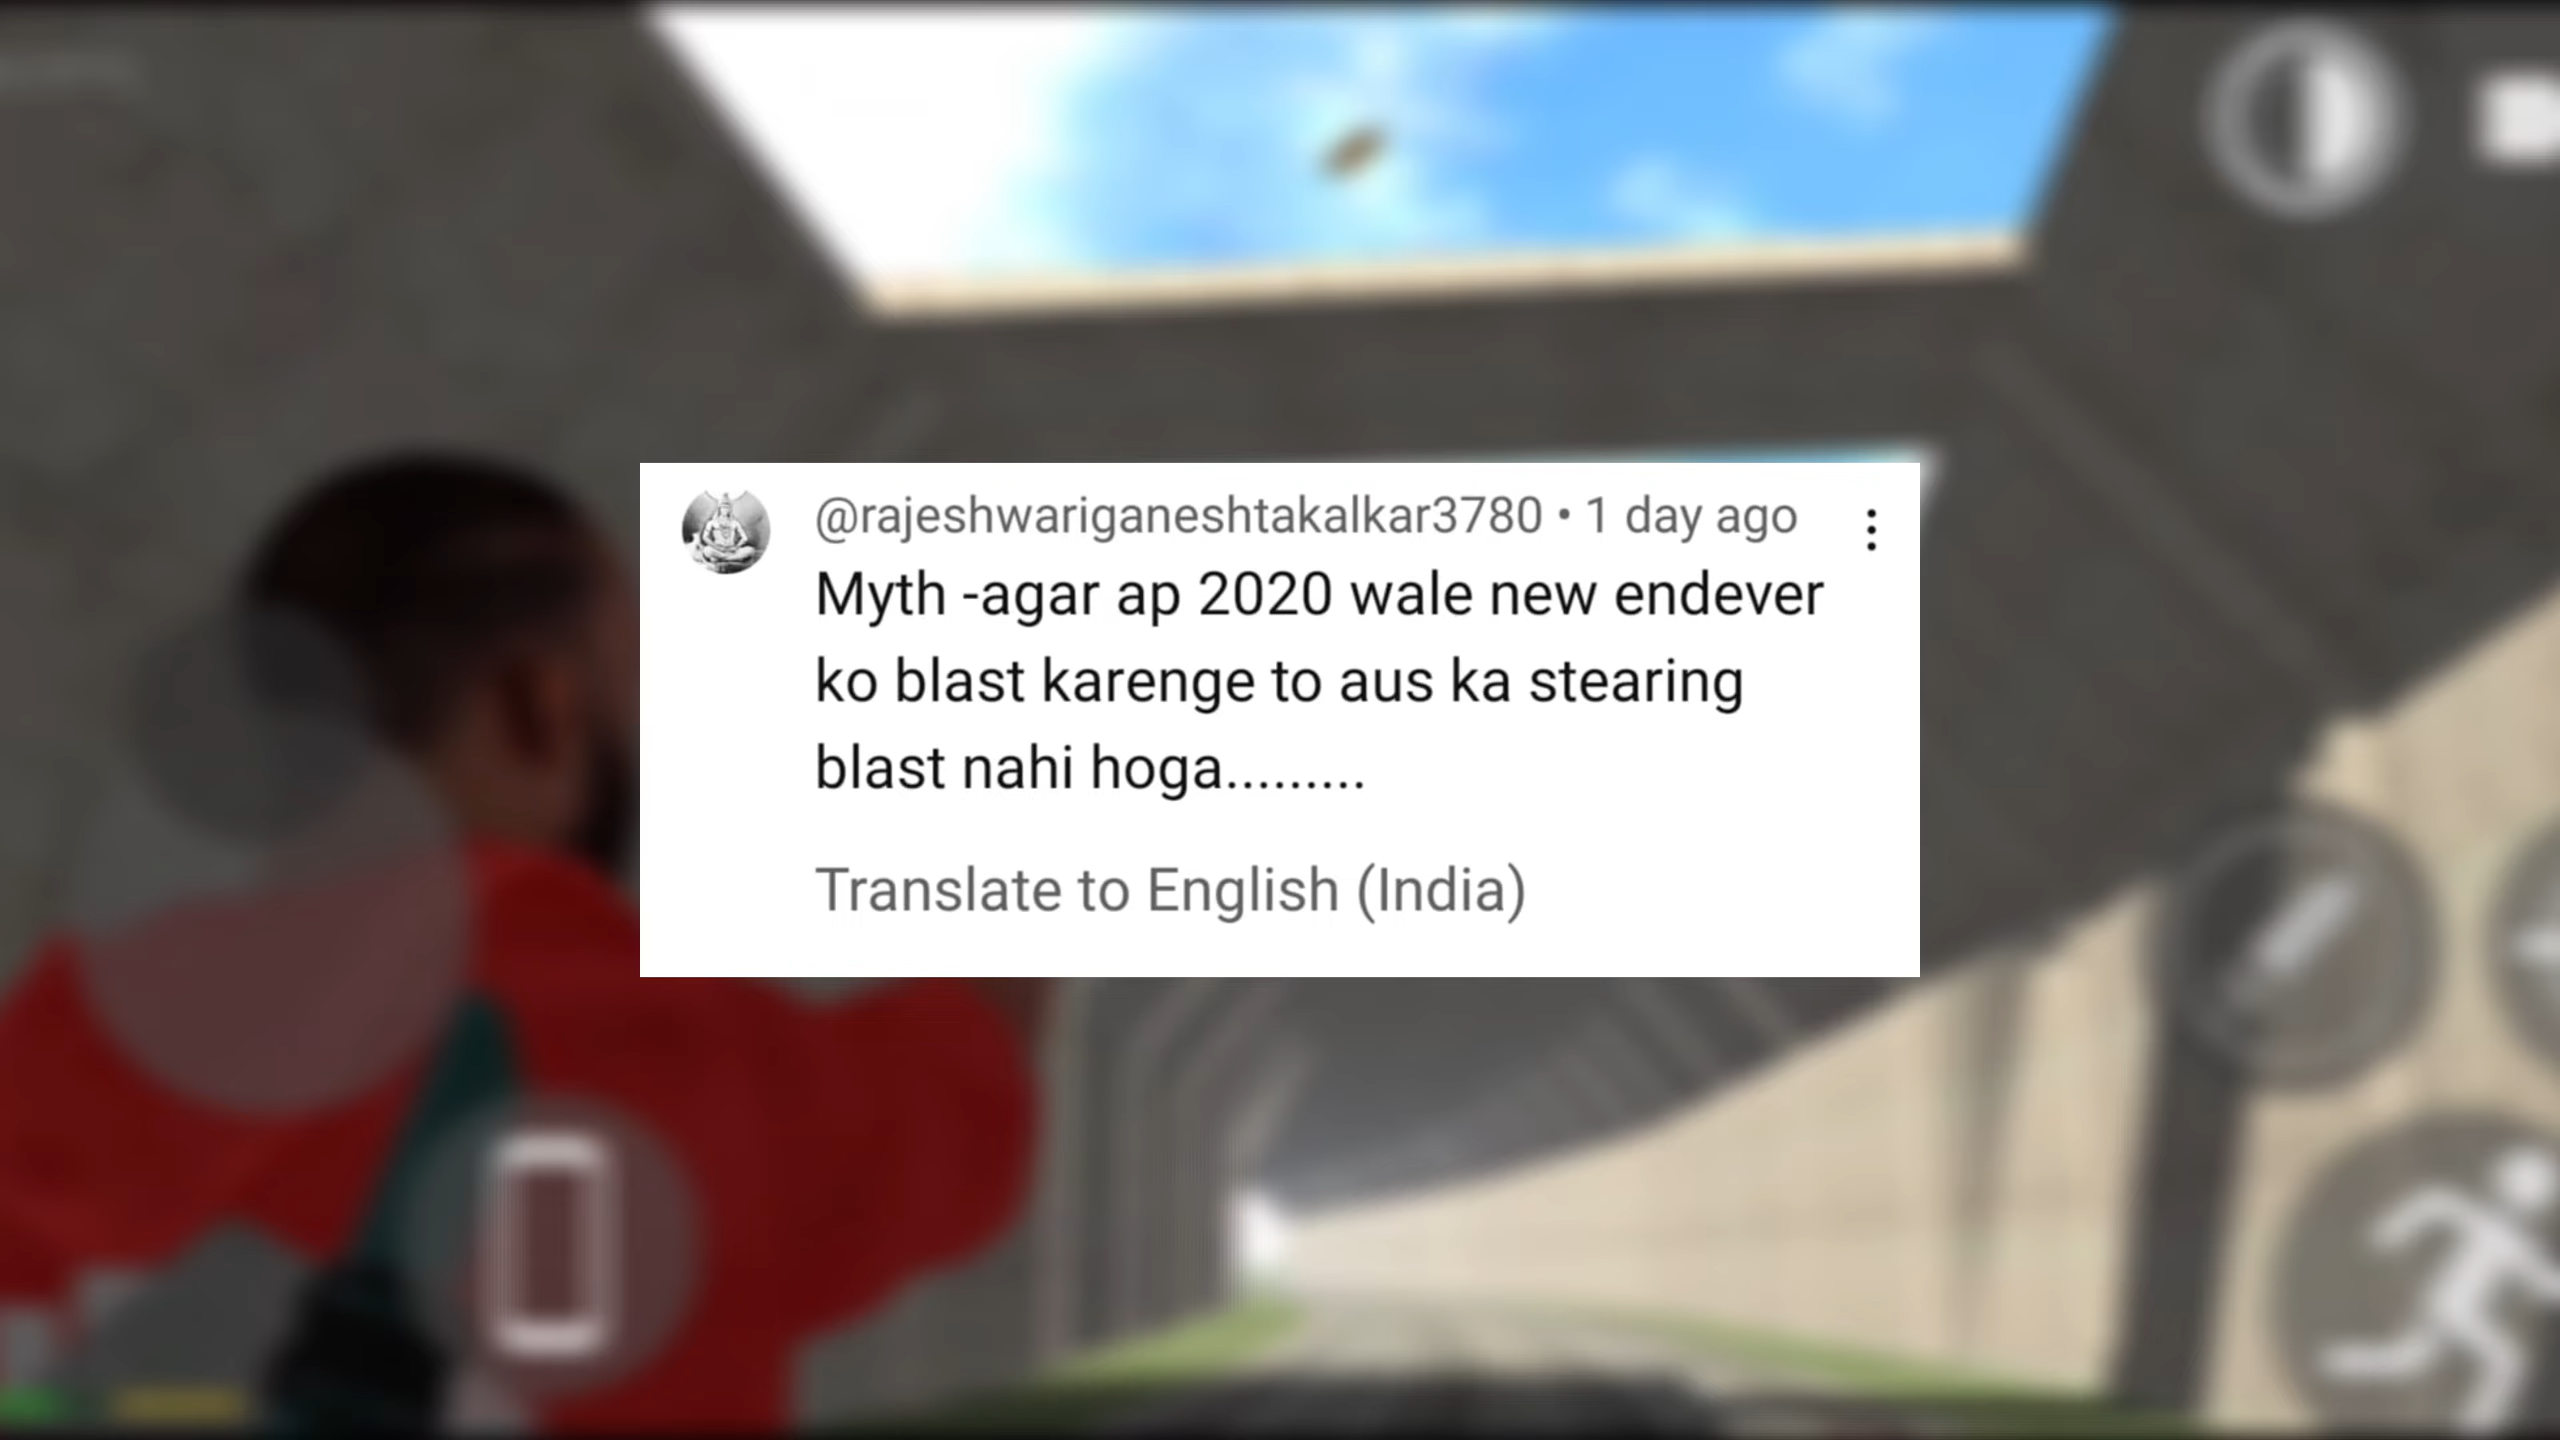 @rajeshwariganeshtakalkar3780 • 1 day ago
Myth -agar ap 2020 wale new endever
ko blast karenge to aus ka stearing
blast nahi hoga.........
Translate to English (India)